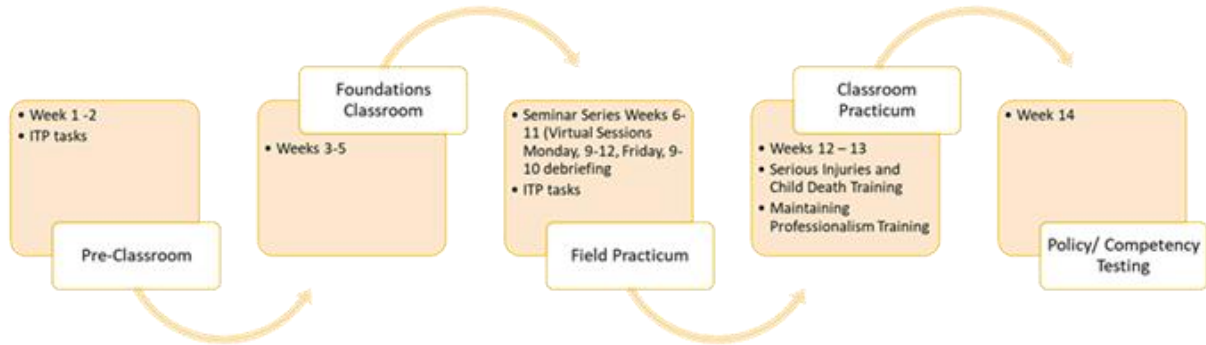 • Week 1 -2
• ITP tasks
Pre-Classroom
Foundations
Classroom
• Weeks 3-5
• Seminar Series Weeks 6-
11 (Virtual Sessions
Monday, 9-12, Friday, 9-
10 debriefing
• ITP tasks
Field Practicum
Classroom
Practicum
• Weeks 12 – 13
• Serious Injuries and
Child Death Training
• Maintaining
Professionalism Training
• Week 14
Policy/ Competency
Testing